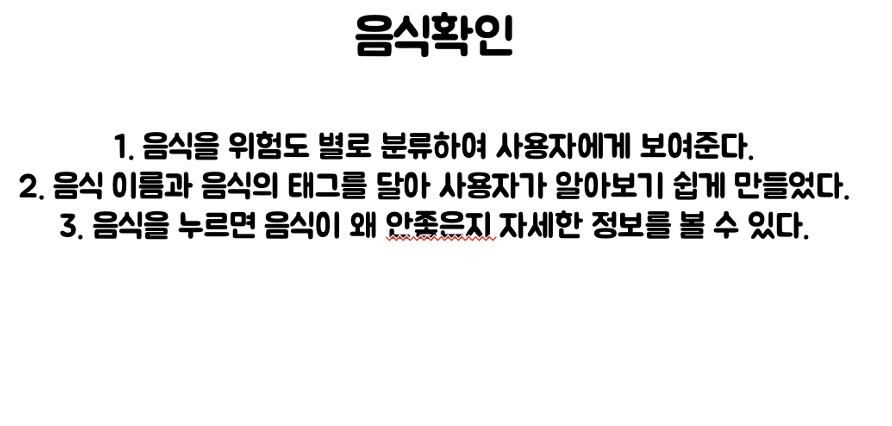 음식확인
1. 음식을 위험도 별로 분류하여 사용자에게 보여준다.
2. 음식 이름과 음식의 태그를 달아 사용자가 알아보기 쉽게 만들었다.
3. 음식을 누르면 음식이 왜 안좋은지 자세한 정보를 볼 수 있다.